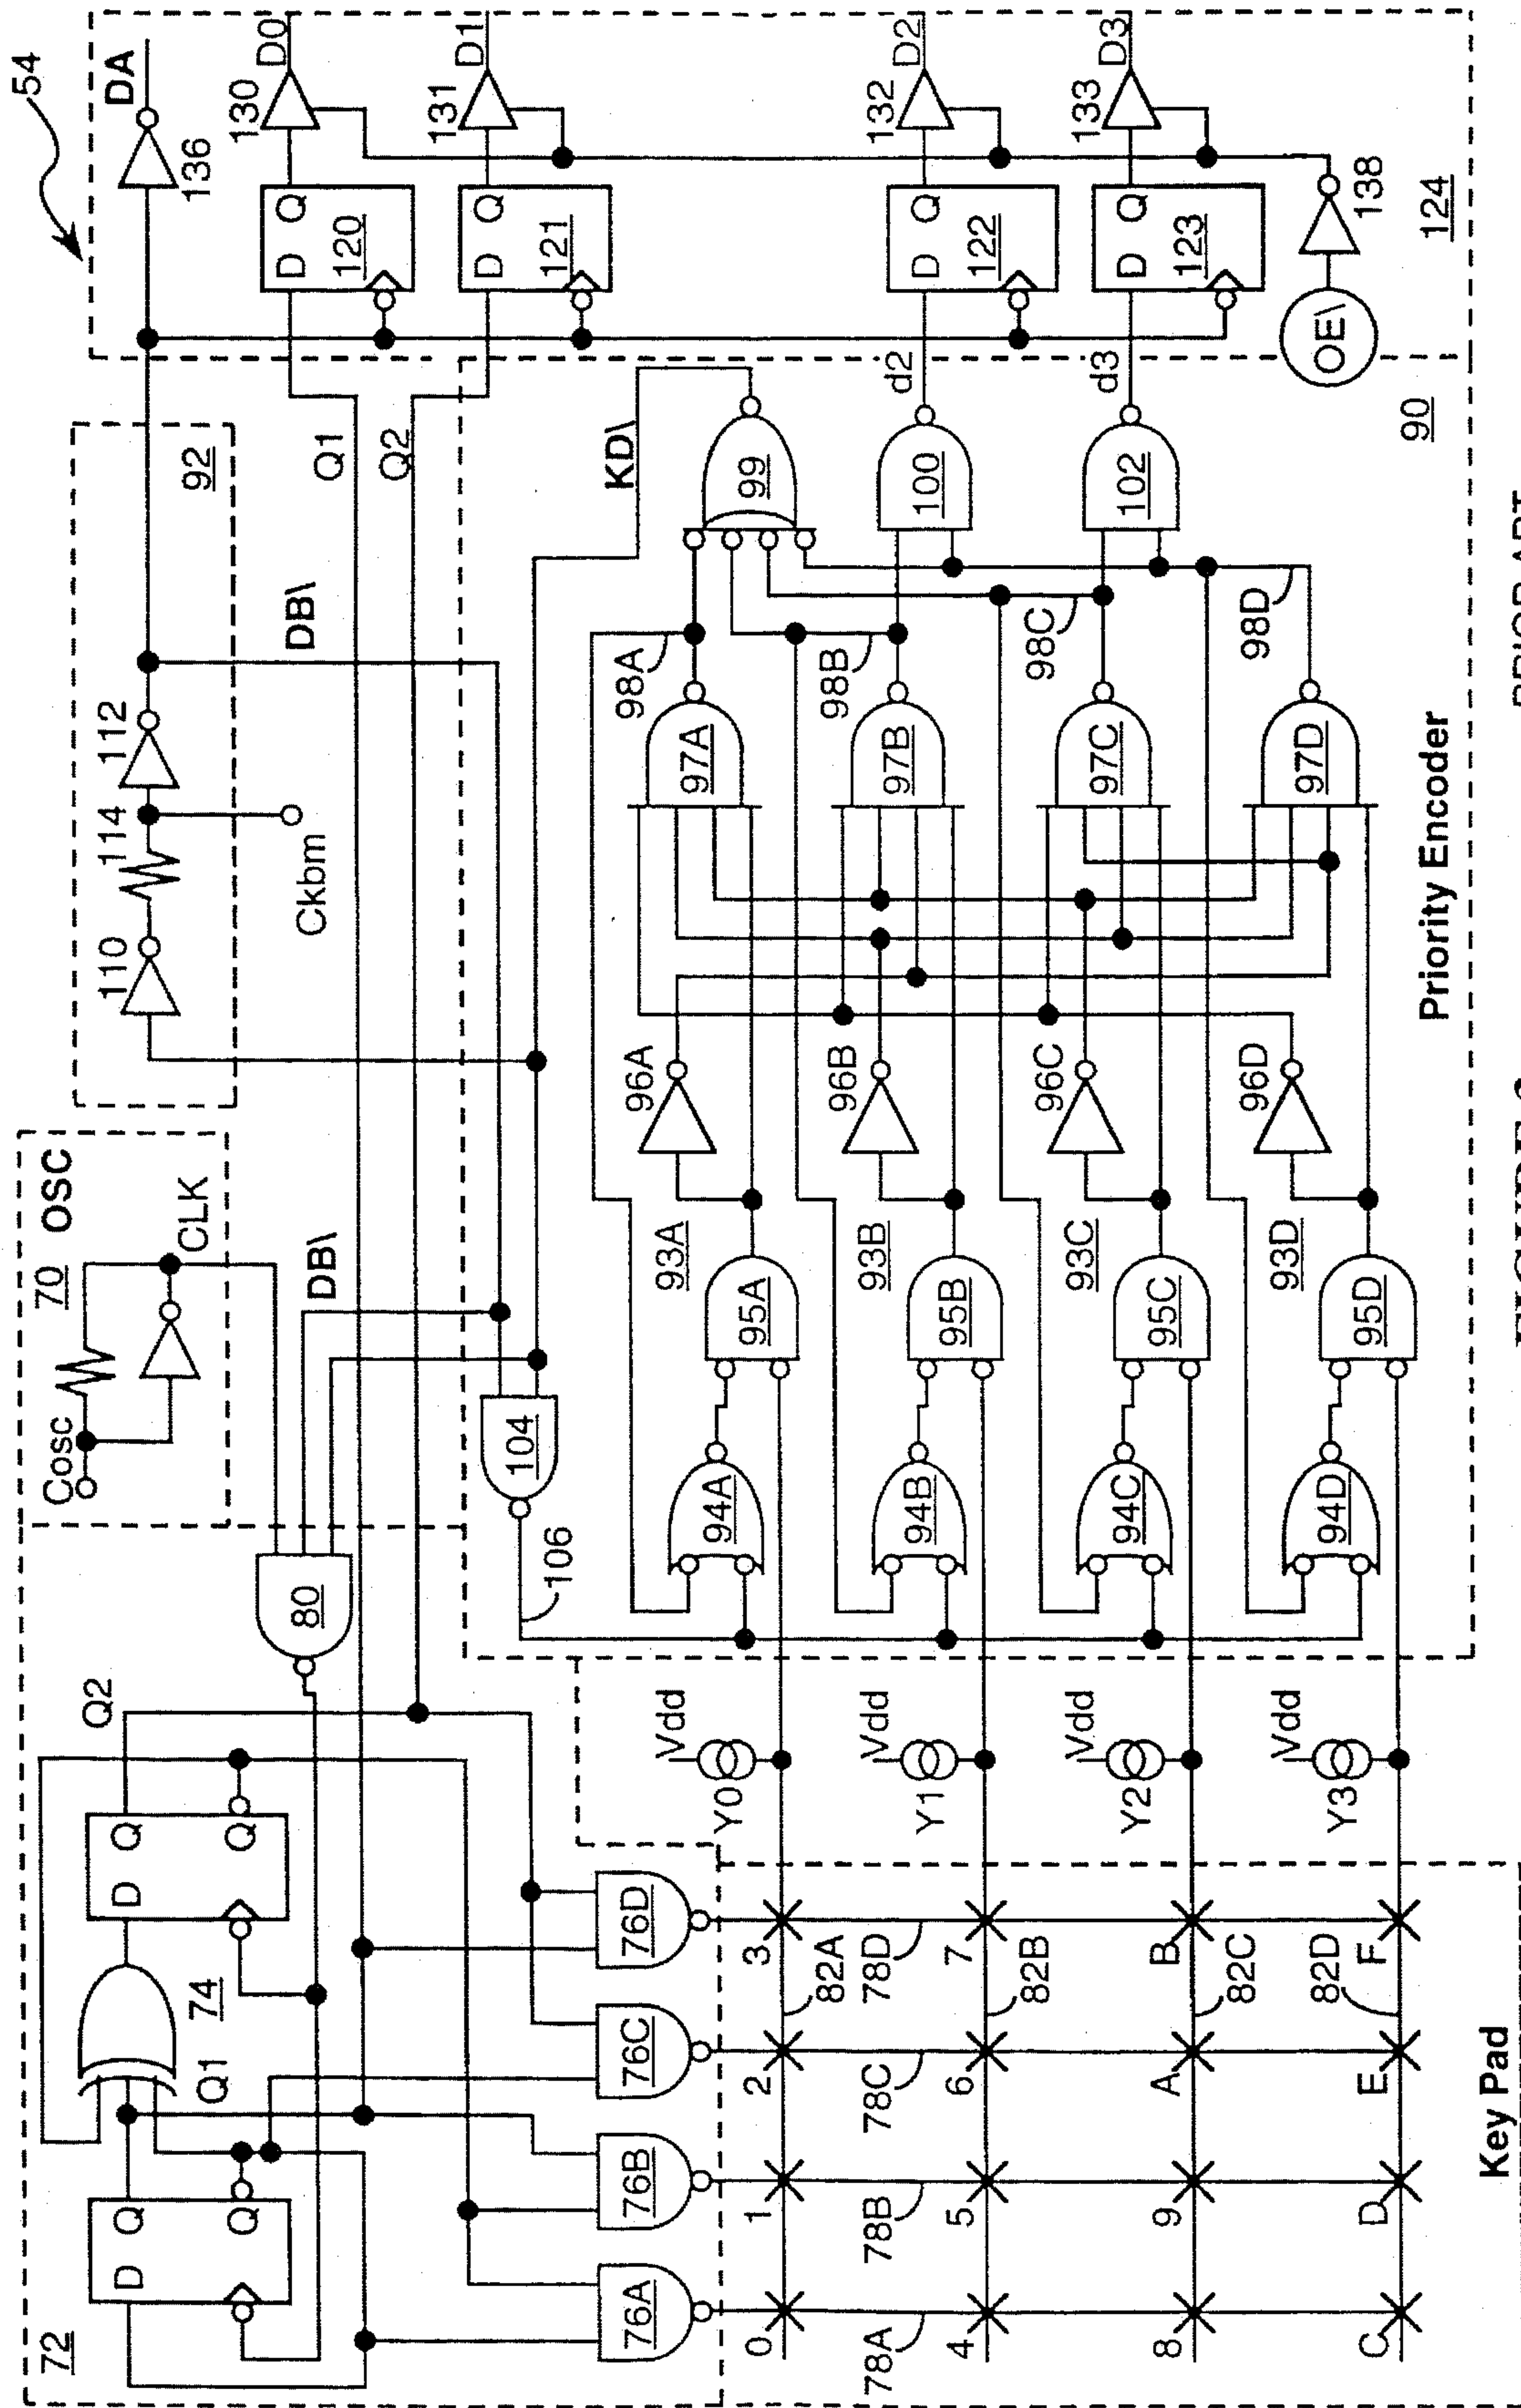 54
DA
136
130
D0
131
D1
132
D2
133
D3
D Q
120
D Q
121
D Q
122
D Q
123
OE\
138
124
92
110
114
112
Ckbm
DB\
Q1
Q2
KD\
d2
d3
90
OSC
70
Cosc
CLK
DB\
80
104
106
99
100
102
98A
98B
98C
98D
97A
97B
97C
97D
96A
96B
96C
96D
93A
93B
93C
93D
95A
95B
95C
95D
94A
94B
94C
94D
Priority Encoder
72
D Q
Q
Q1
74
D Q
Q
Q2
76A
76B
76C
76D
Vdd
Y0
Vdd
Y1
Vdd
Y2
Vdd
Y3
0 1 2 3
82A
78A
78B
78C
78D
4 5 6 7
82B
8 9 A B
82C
C D E F
82D
Key Pad